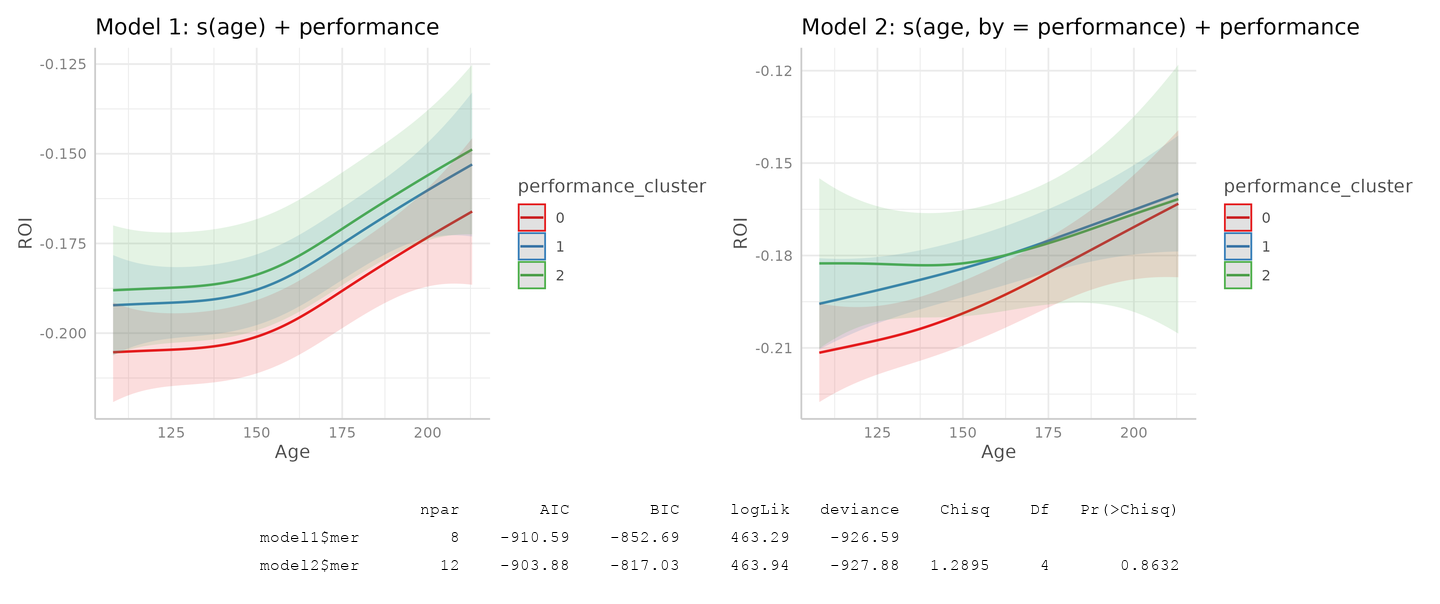 Model 1: s(age) + performance
-0.125
-0.150
-0.175
-0.200
ROI
125 150 175 200
Age
performance_cluster
0
1
2
Model 2: s(age, by = performance) + performance
-0.12
-0.15
-0.18
-0.21
ROI
125 150 175 200
Age
performance_cluster
0
1
2
npar AIC BIC logLik deviance Chisq Df Pr(>Chisq)
model1$mer 8 -910.59 -852.69 463.29 -926.59
model2$mer 12 -903.88 -817.03 463.94 -927.88 1.2895 4 0.8632